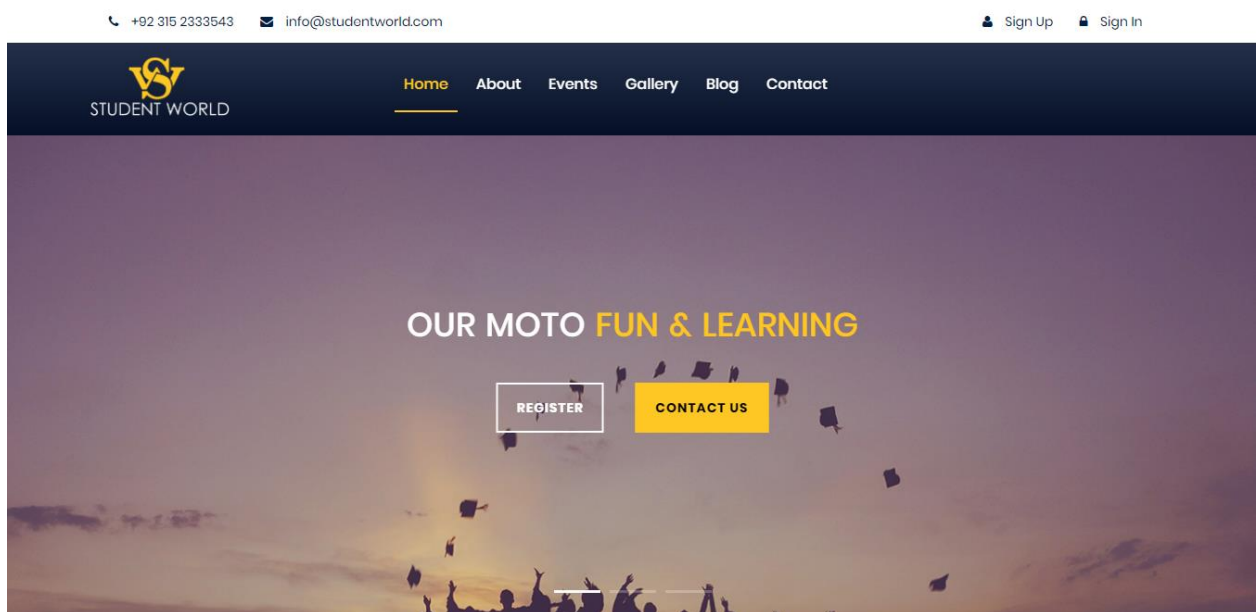 +92 315 2333543 info@studentworld.com Sign Up Sign In
SW
STUDENT WORLD
Home About Events Gallery Blog Contact
OUR MOTO FUN & LEARNING
REGISTER CONTACT US